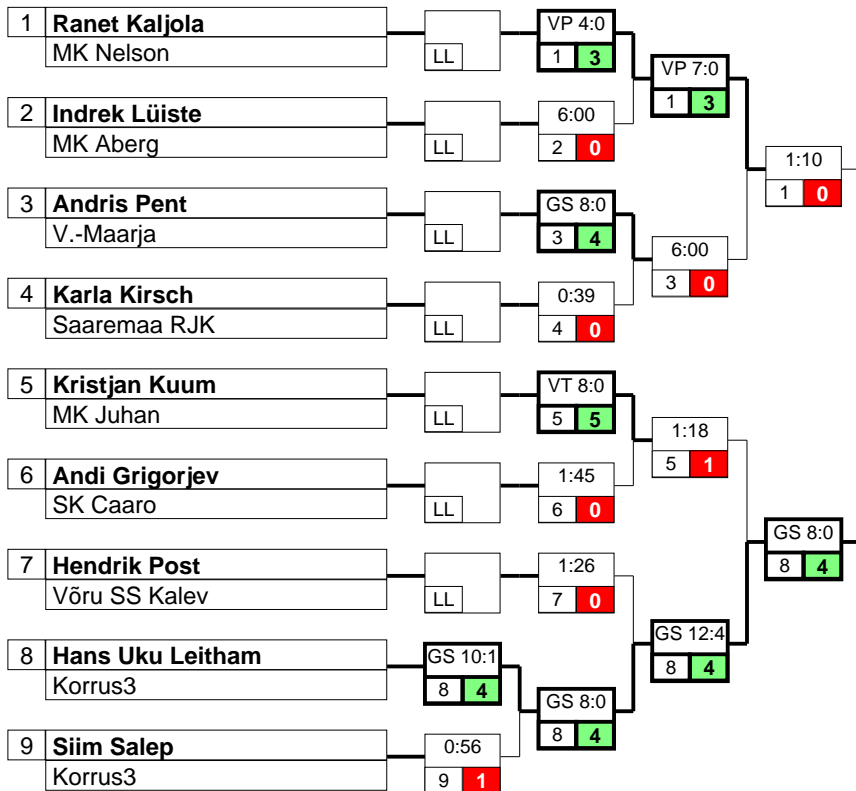 1 Ranet Kaljola VP 4:0
MK Nelson LL 1 3 VP 7:0
1 3
2 Indrek Lüiste 6:00
MK Aberg LL 2 0 1:10
1 0
3 Andris Pent GS 8:0
V.-Maarja LL 3 4 6:00
3 0
4 Karla Kirsch 0:39
Saaremaa RJK LL 4 0
5 Kristjan Kuum VT 8:0
MK Juhan LL 5 5 1:18
5 1
6 Andi Grigorjev 1:45
SK Caaro LL 6 0 GS 8:0
8 4
7 Hendrik Post 1:26
Võru SS Kalev LL 7 0 GS 12:4
8 4
8 Hans Uku Leitham GS 10:1
Korrus3 8 4 GS 8:0
8 4
9 Siim Salep 0:56
Korrus3 9 1